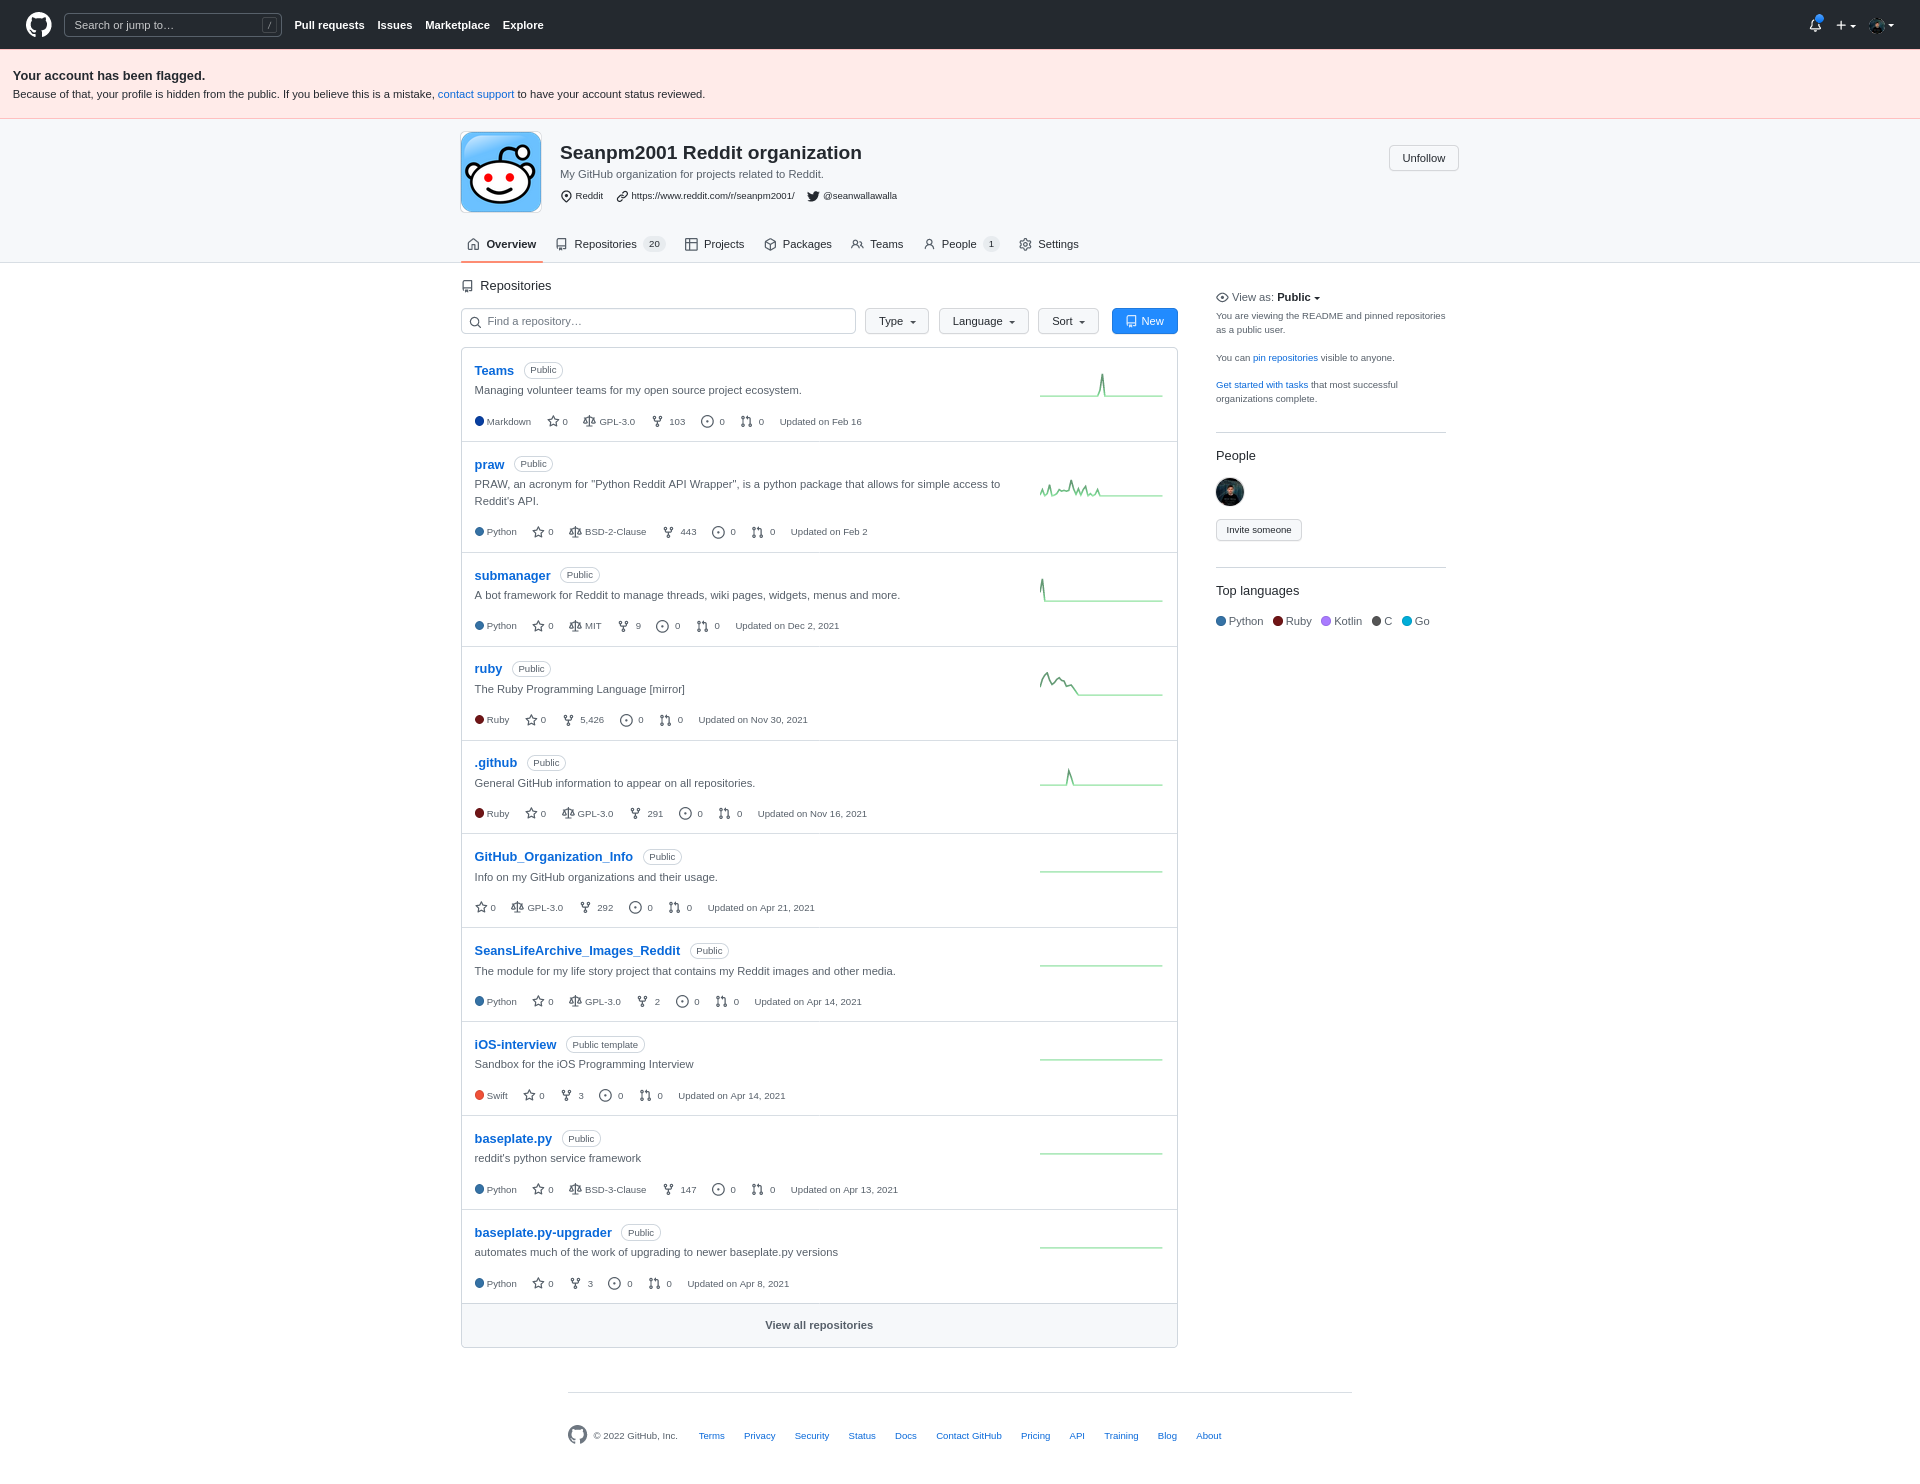 Search or jump to… /
Pull requests Issues Marketplace Explore
Your account has been flagged.
Because of that, your profile is hidden from the public. If you believe this is a mistake, contact support to have your account status reviewed.
Seanpm2001 Reddit organization
My GitHub organization for projects related to Reddit.
Reddit https://www.reddit.com/r/seanpm2001/ @seanwallawalla
Unfollow
Overview Repositories 20 Projects Packages Teams People 1 Settings
Repositories
Find a repository… Type Language Sort New
Teams Public
Managing volunteer teams for my open source project ecosystem.
Markdown 0 GPL-3.0 103 0 0 Updated on Feb 16
praw Public
PRAW, an acronym for "Python Reddit API Wrapper", is a python package that allows for simple access to
Reddit's API.
Python 0 BSD-2-Clause 443 0 0 Updated on Feb 2
submanager Public
A bot framework for Reddit to manage threads, wiki pages, widgets, menus and more.
Python 0 MIT 9 0 0 Updated on Dec 2, 2021
ruby Public
The Ruby Programming Language [mirror]
Ruby 0 5,426 0 0 Updated on Nov 30, 2021
.github Public
General GitHub information to appear on all repositories.
Ruby 0 GPL-3.0 291 0 0 Updated on Nov 16, 2021
GitHub_Organization_Info Public
Info on my GitHub organizations and their usage.
0 GPL-3.0 292 0 0 Updated on Apr 21, 2021
SeansLifeArchive_Images_Reddit Public
The module for my life story project that contains my Reddit images and other media.
Python 0 GPL-3.0 2 0 0 Updated on Apr 14, 2021
iOS-interview Public template
Sandbox for the iOS Programming Interview
Swift 0 3 0 0 Updated on Apr 14, 2021
baseplate.py Public
reddit's python service framework
Python 0 BSD-3-Clause 147 0 0 Updated on Apr 13, 2021
baseplate.py-upgrader Public
automates much of the work of upgrading to newer baseplate.py versions
Python 0 3 0 0 Updated on Apr 8, 2021
View all repositories
View as: Public
You are viewing the README and pinned repositories
as a public user.
You can pin repositories visible to anyone.
Get started with tasks that most successful
organizations complete.
People
Invite someone
Top languages
Python Ruby Kotlin C Go
© 2022 GitHub, Inc. Terms Privacy Security Status Docs Contact GitHub Pricing API Training Blog About